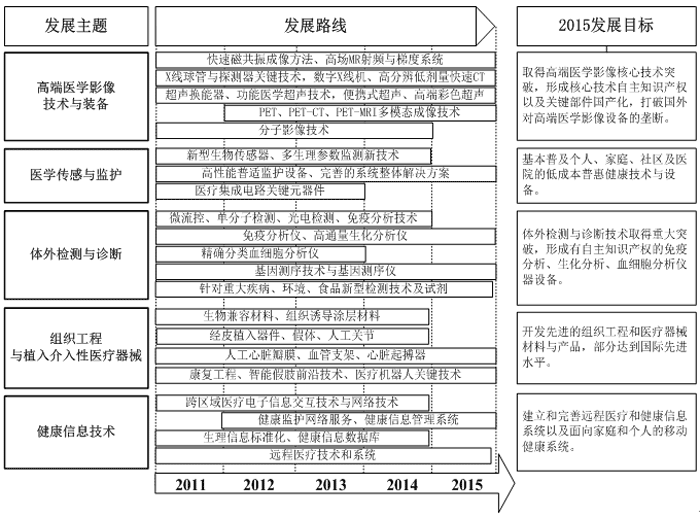 发展主题
发展路线
2015发展目标
高端医学影像
技术与装备
快速磁共振成像方法、高场MR射频与梯度系统
X线球管与探测器关键技术，数字X线机、高分辨低剂量快速CT
超声换能器、功能医学超声技术，便携式超声、高端彩色超声
PET、PET-CT、PET-MRI多模态成像技术
分子影像技术
取得高端医学影像核心技术突
破，形成核心技术自主知识产权
以及关键部件国产化，打破国外
对高端医学影像设备的垄断。
医学传感与监护
新型生物传感器、多生理参数监测新技术
高性能普适监护设备、完善的系统整体解决方案
医疗集成电路关键元器件
基本普及个人、家庭、社区及医
院的低成本普惠健康技术与设
备。
体外检测与诊断
微流控、单分子检测、光电检测、免疫分析技术
免疫分析仪、高通量生化分析仪
精确分类血细胞分析仪
基因测序技术与基因测序仪
针对重大疾病、环境、食品新型检测技术及试剂
体外检测与诊断技术取得重大突
破，形成有自主知识产权的免疫
分析、生化分析、血细胞分析仪
器设备。
组织工程
与植入介入性医疗器械
生物兼容材料、组织诱导涂层材料
经皮植入器件、假体、人工关节
人工心脏瓣膜、血管支架、心脏起搏器
康复工程、智能假肢前沿技术、医疗机器人关键技术
开发先进的组织工程和医疗器械
材料与产品，部分达到国际先进
水平。
健康信息技术
跨区域医疗电子信息交互技术与网络技术
健康监护网络服务、健康信息管理系统
生理信息标准化、健康信息数据库
远程医疗技术和系统
建立和完善远程医疗和健康信息
系统以及面向家庭和个人的移动
健康系统。
2011
2012
2013
2014
2015